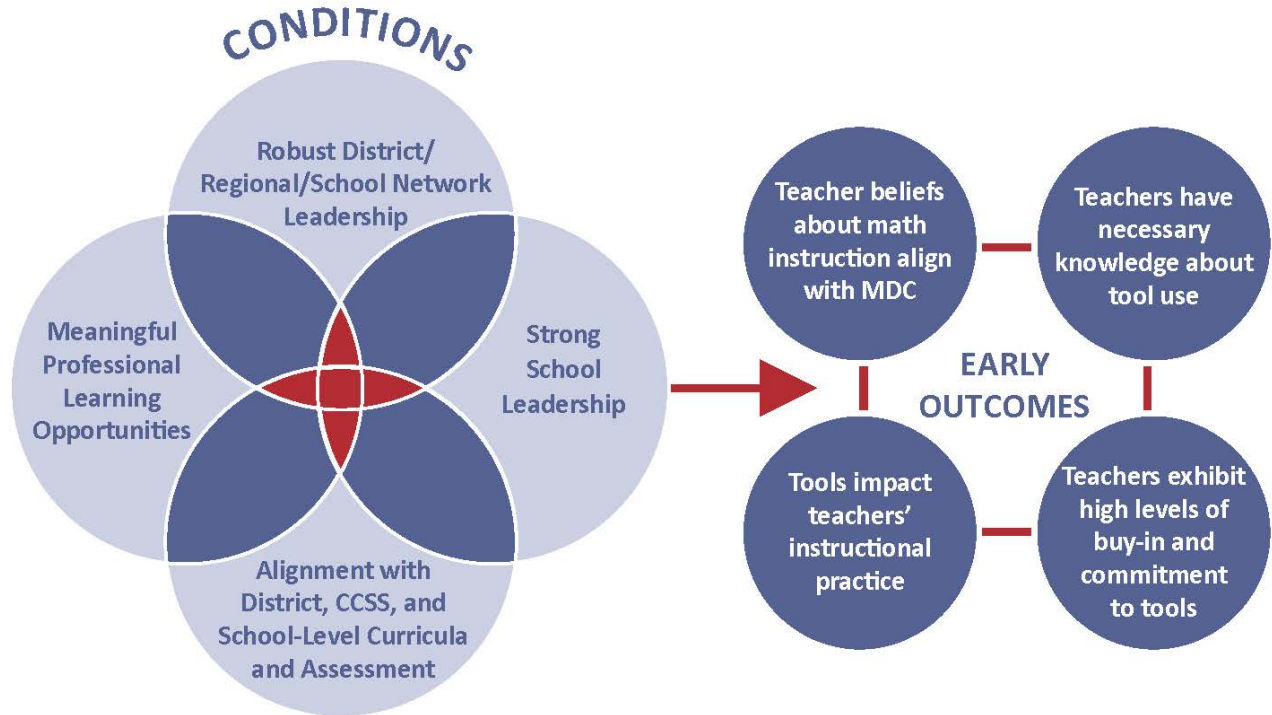 CONDITIONS
Robust District/
Regional/School Network
Leadership
Meaningful
Professional
Learning
Opportunities
Strong
School
Leadership
Alignment with
District, CCSS, and
School-Level Curricula
and Assessment
Teacher beliefs
about math
instruction align
with MDC
Teachers have
necessary
knowledge about
tool use
EARLY
OUTCOMES
Tools impact
teachers’
instructional
practice
Teachers exhibit
high levels of
buy-in and
commitment
to tools